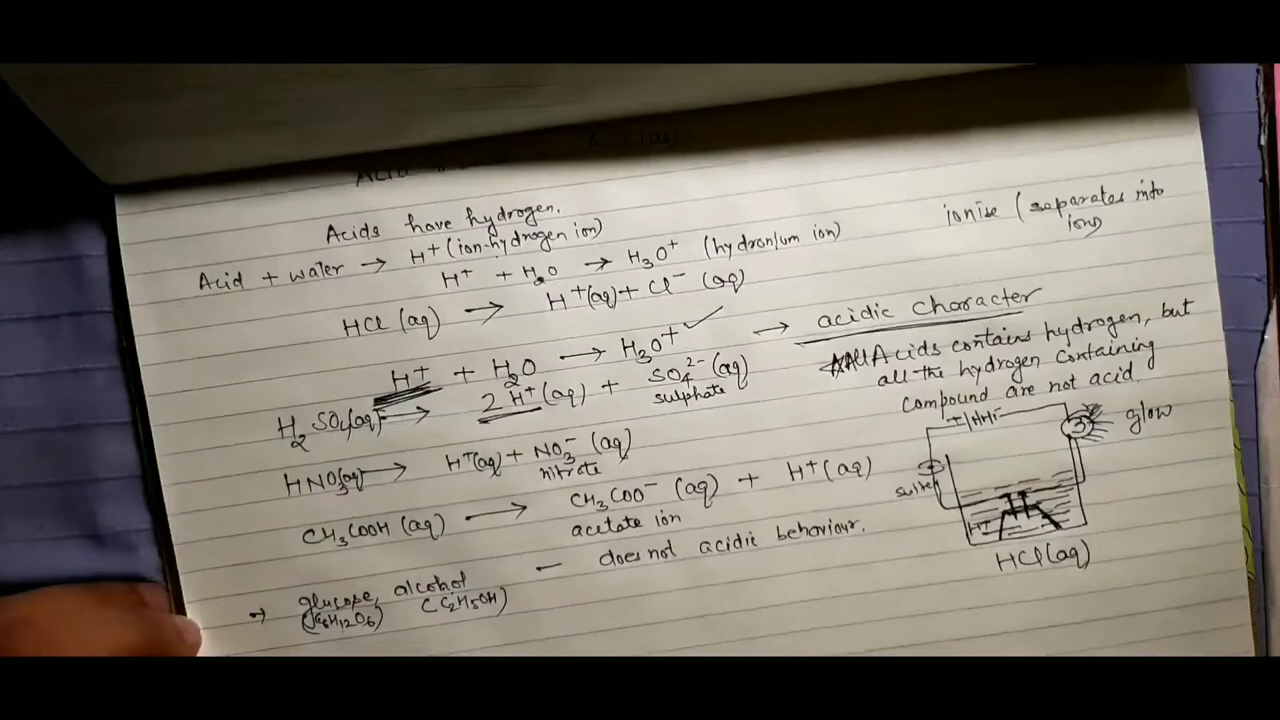 (aq)
Acid
Acids have hydrogen.
Acid + water → H⁺ (ion-hydrogen ion)
ionise (separates into ions)
H⁺ + H₂O → H₃O⁺ (hydronium ion)
HCl (aq) → H⁺(aq) + Cl⁻ (aq)
H⁺ + H₂O → H₃O⁺ ✓
→ acidic character
All Acids contains hydrogen, but
all the hydrogen containing
compound are not acid.
H₂SO₄(aq) → 2H⁺(aq) + SO₄²⁻ (aq)
sulphate
HNO₃(aq) → H⁺(aq) + NO₃⁻ (aq)
nitrate
CH₃COOH (aq) → CH₃COO⁻ (aq) + H⁺(aq)
acetate ion
→ glucose, alcohol — does not acidic behaviour.
(C₆H₁₂O₆) (C₂H₅OH)
glow
H⁺
HCl(aq)